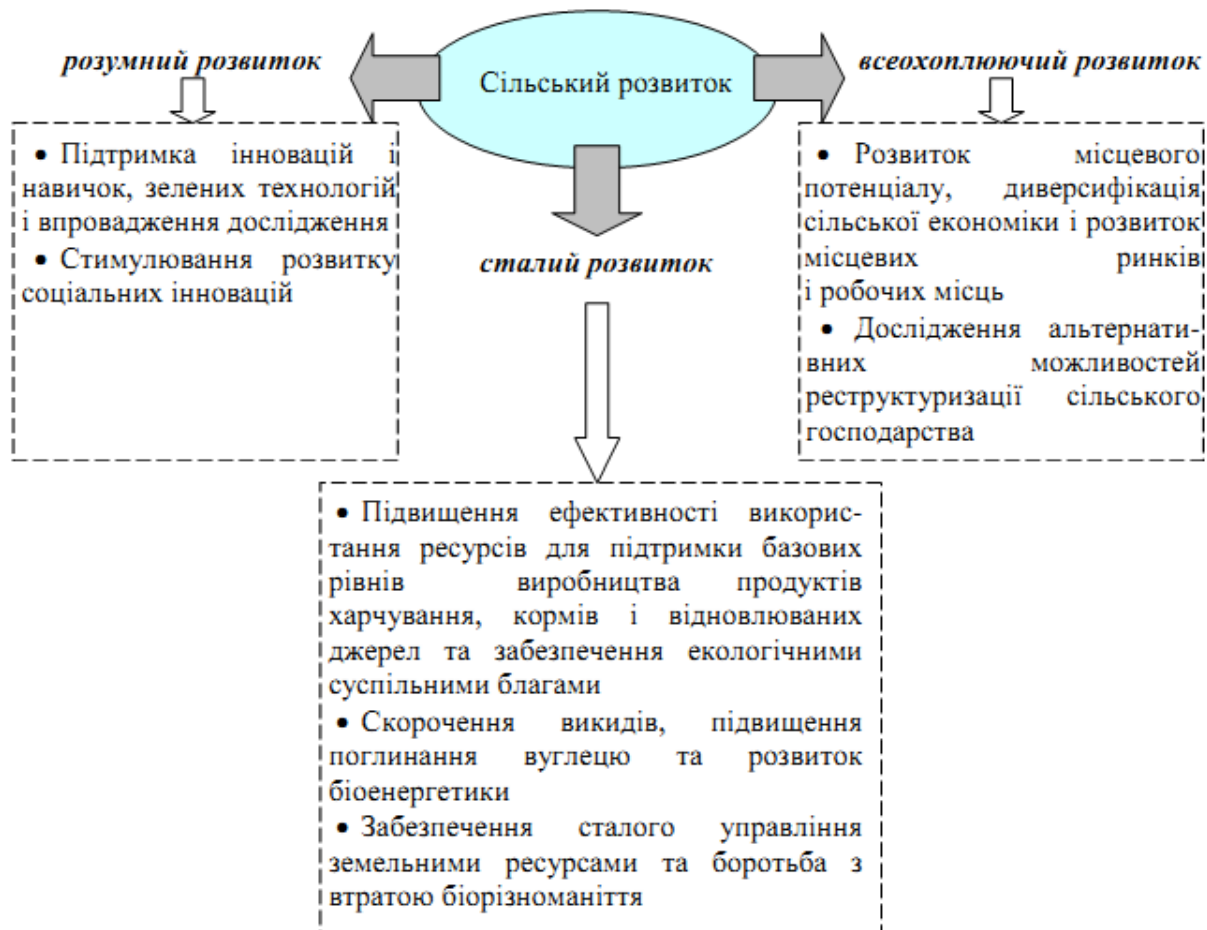 Сільський розвиток
розумний розвиток
• Підтримка інновацій і
навичок, зелених технологій
і впровадження дослідження
• Стимулювання розвитку
соціальних інновацій
сталий розвиток
• Підвищення ефективності викорис-
тання ресурсів для підтримки базових
рівнів виробництва продуктів
харчування, кормів і відновлюваних
джерел та забезпечення екологічними
суспільними благами
• Скорочення викидів, підвищення
поглинання вуглецю та розвиток
біоенергетики
• Забезпечення сталого управління
земельними ресурсами та боротьба з
втратою біорізноманіття
всеохоплюючий розвиток
• Розвиток місцевого
потенціалу, диверсифікація
сільської економіки і розвиток
місцевих ринків
і робочих місць
• Дослідження альтернати-
вних можливостей
реструктуризації сільського
господарства